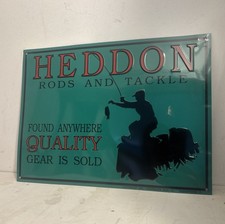 HEDDON
RODS AND TACKLE
FOUND ANYWHERE
QUALITY
GEAR IS SOLD